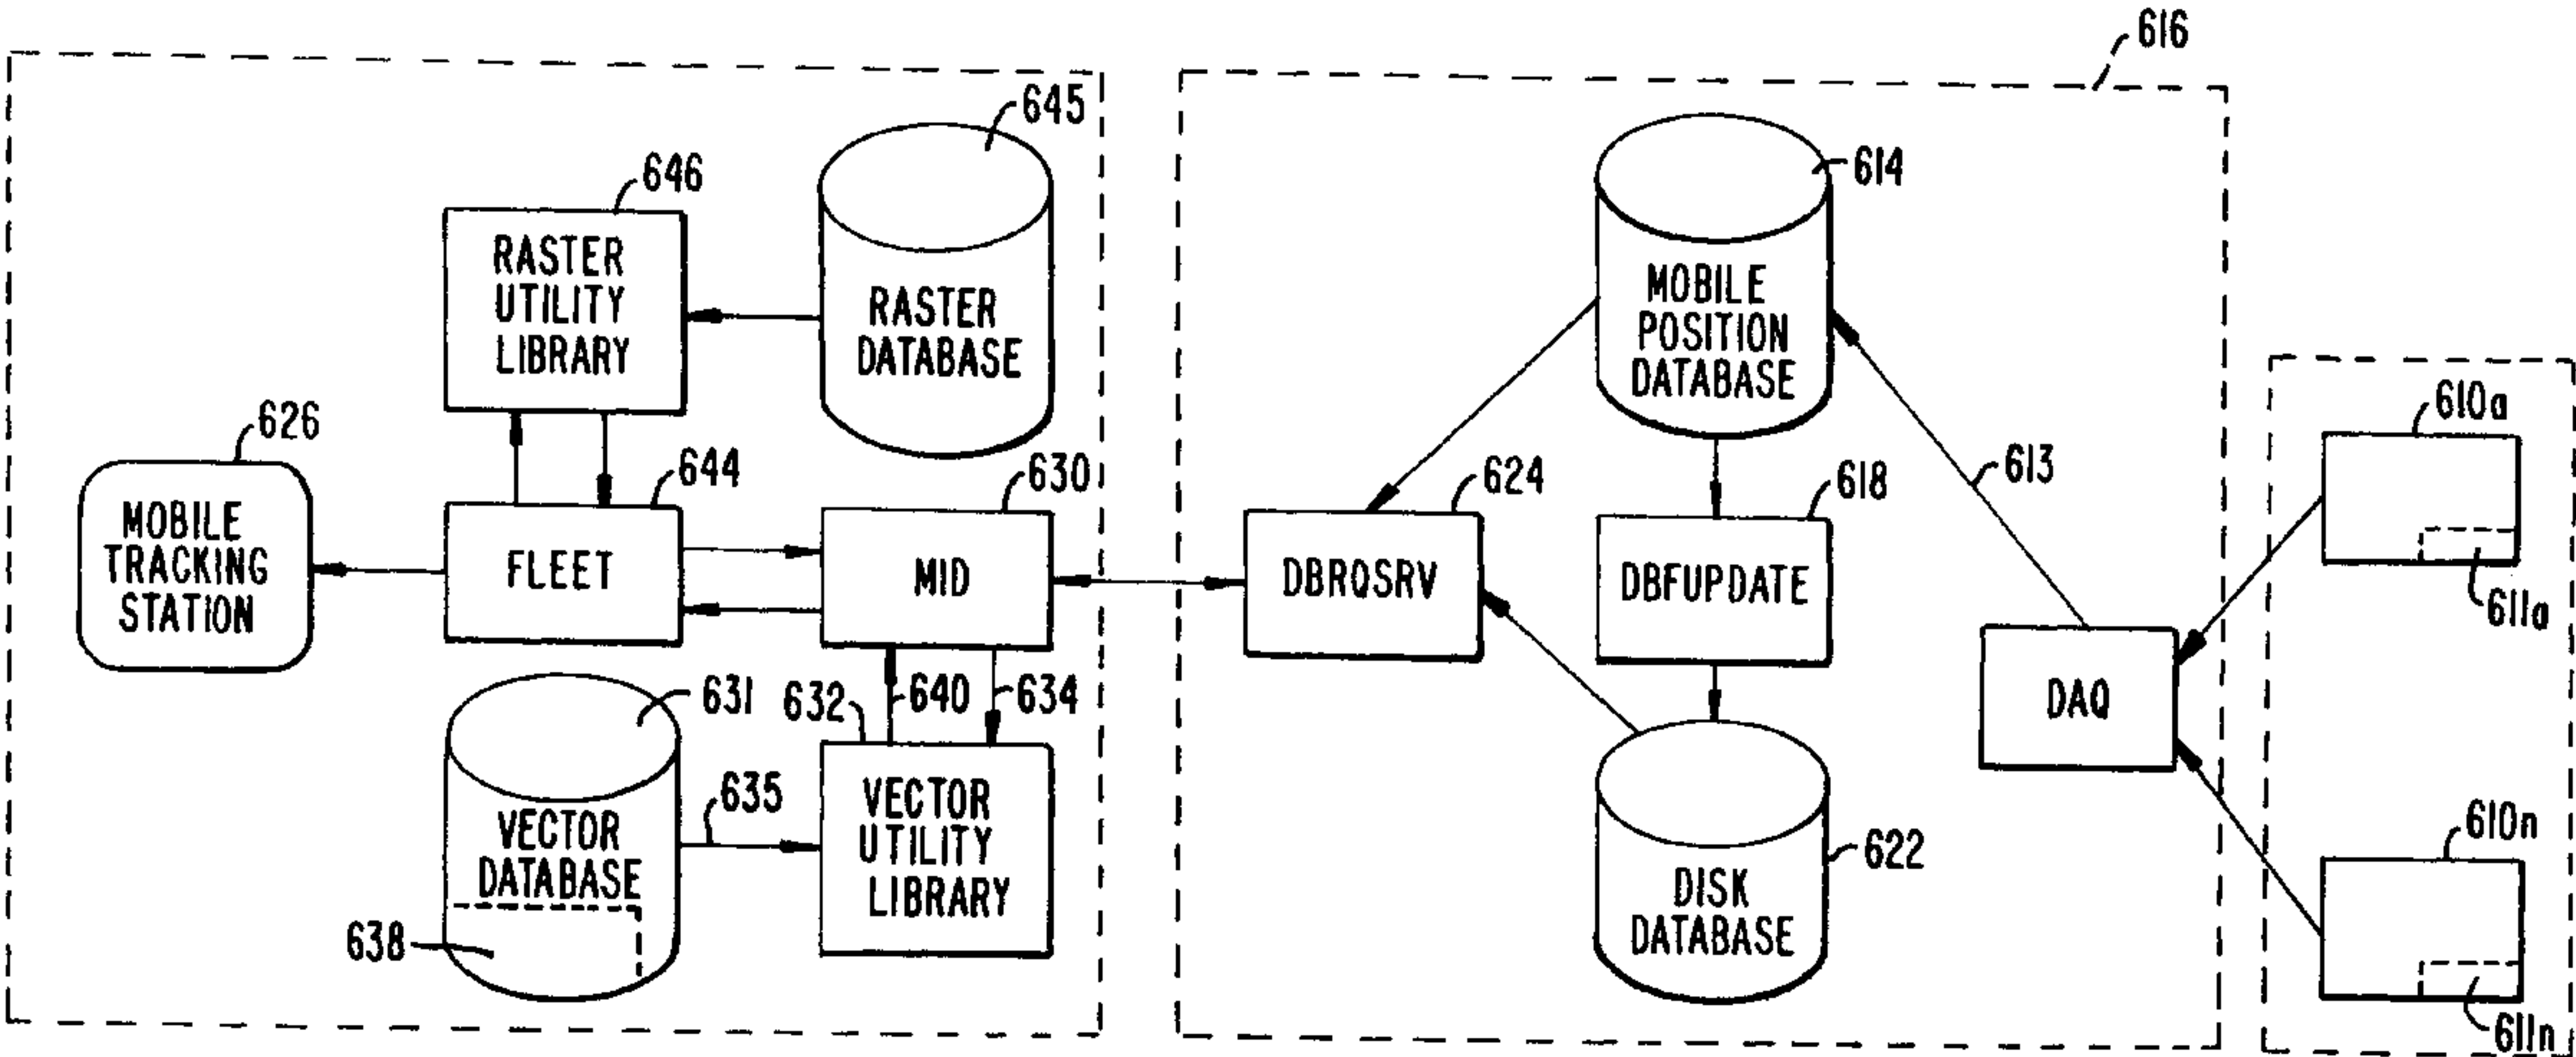 616
645
646
614
RASTER
UTILITY
LIBRARY
RASTER
DATABASE
MOBILE
POSITION
DATABASE
610a
626
644
630
624
618
613
MOBILE
TRACKING
STATION
FLEET
MID
DBRQSRV
DBFUPDATE
611a
631
632
640
634
DAQ
635
VECTOR
DATABASE
VECTOR
UTILITY
LIBRARY
610n
622
DISK
DATABASE
638
611n